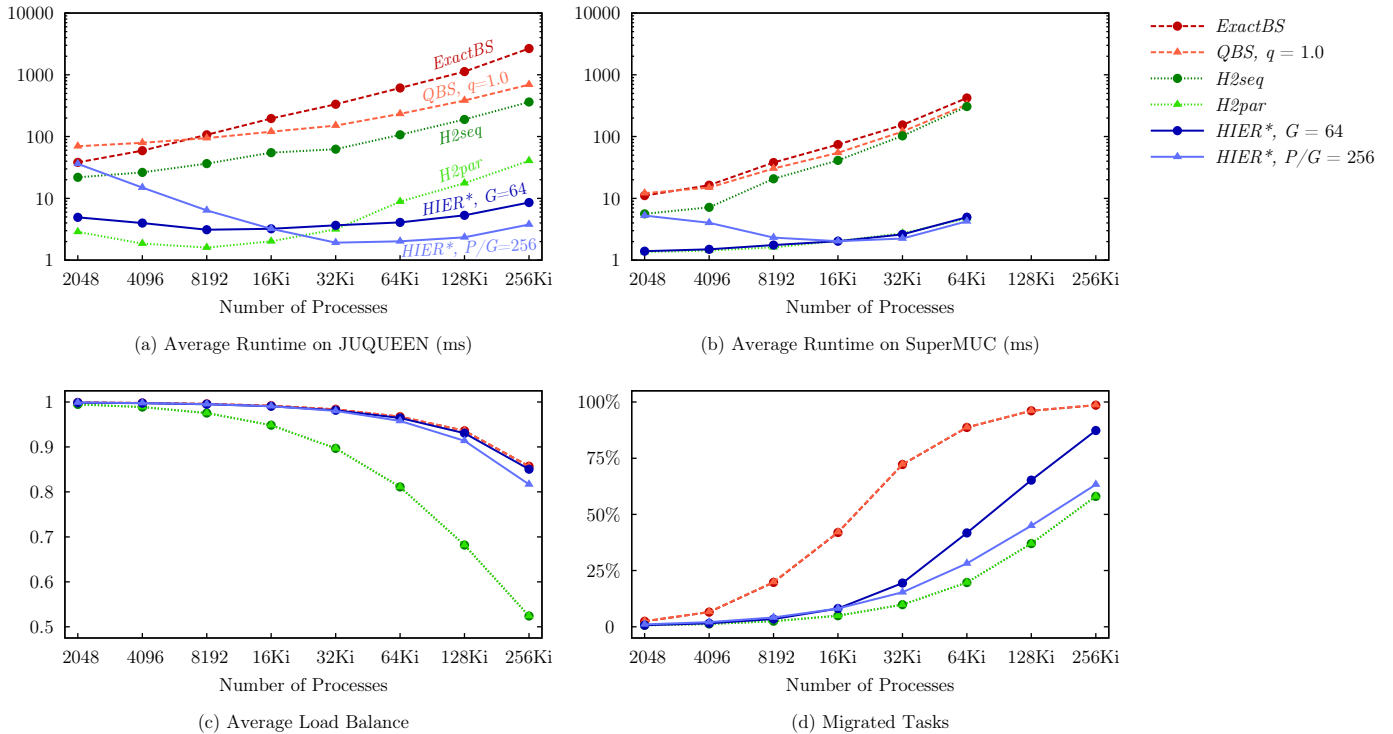 10000
1000
100
10
1
ExactBS
QBS, q=1.0
H2seq
H2par
HIER*, G=64
HIER*, P/G=256
2048 4096 8192 16Ki 32Ki 64Ki 128Ki 256Ki
Number of Processes
(a) Average Runtime on JUQUEEN (ms)
10000
1000
100
10
1
2048 4096 8192 16Ki 32Ki 64Ki 128Ki 256Ki
Number of Processes
(b) Average Runtime on SuperMUC (ms)
ExactBS
QBS, q = 1.0
H2seq
H2par
HIER*, G = 64
HIER*, P/G = 256
1
0.9
0.8
0.7
0.6
0.5
2048 4096 8192 16Ki 32Ki 64Ki 128Ki 256Ki
Number of Processes
(c) Average Load Balance
100%
75%
50%
25%
0
2048 4096 8192 16Ki 32Ki 64Ki 128Ki 256Ki
Number of Processes
(d) Migrated Tasks